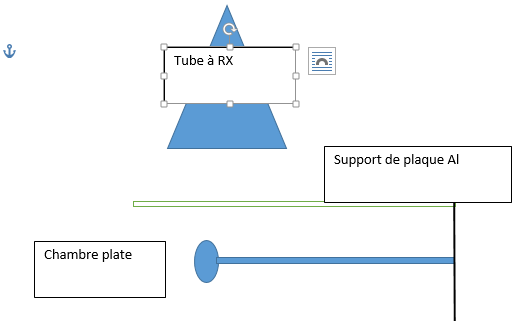 Tube à RX
Support de plaque Al
Chambre plate